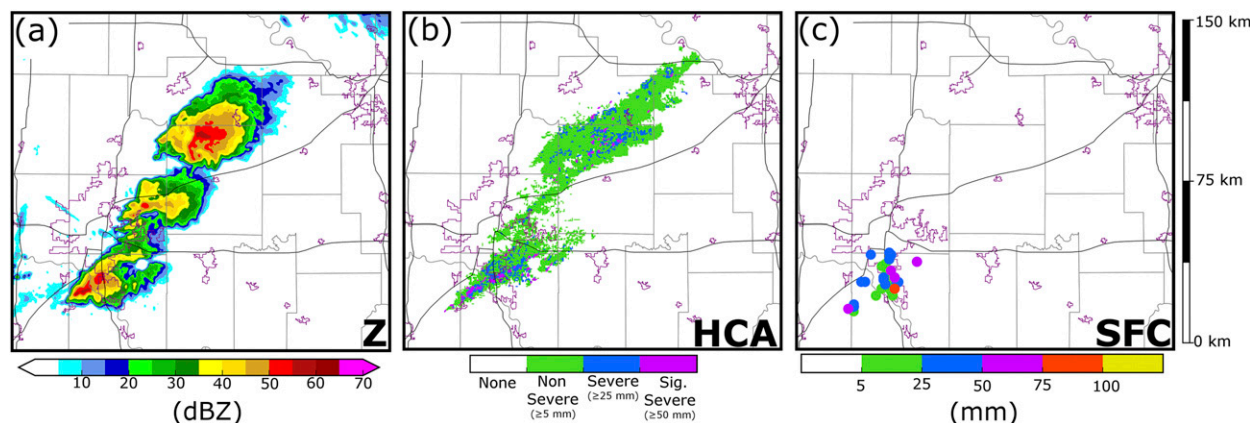 (a)
Z
10 20 30 40 50 60 70
(dBZ)
(b)
HCA
None
Non
Severe
(≥5 mm)
Severe
(≥25 mm)
Sig.
Severe
(≥50 mm)
(c)
SFC
5 25 50 75 100
(mm)
150 km
75 km
0 km